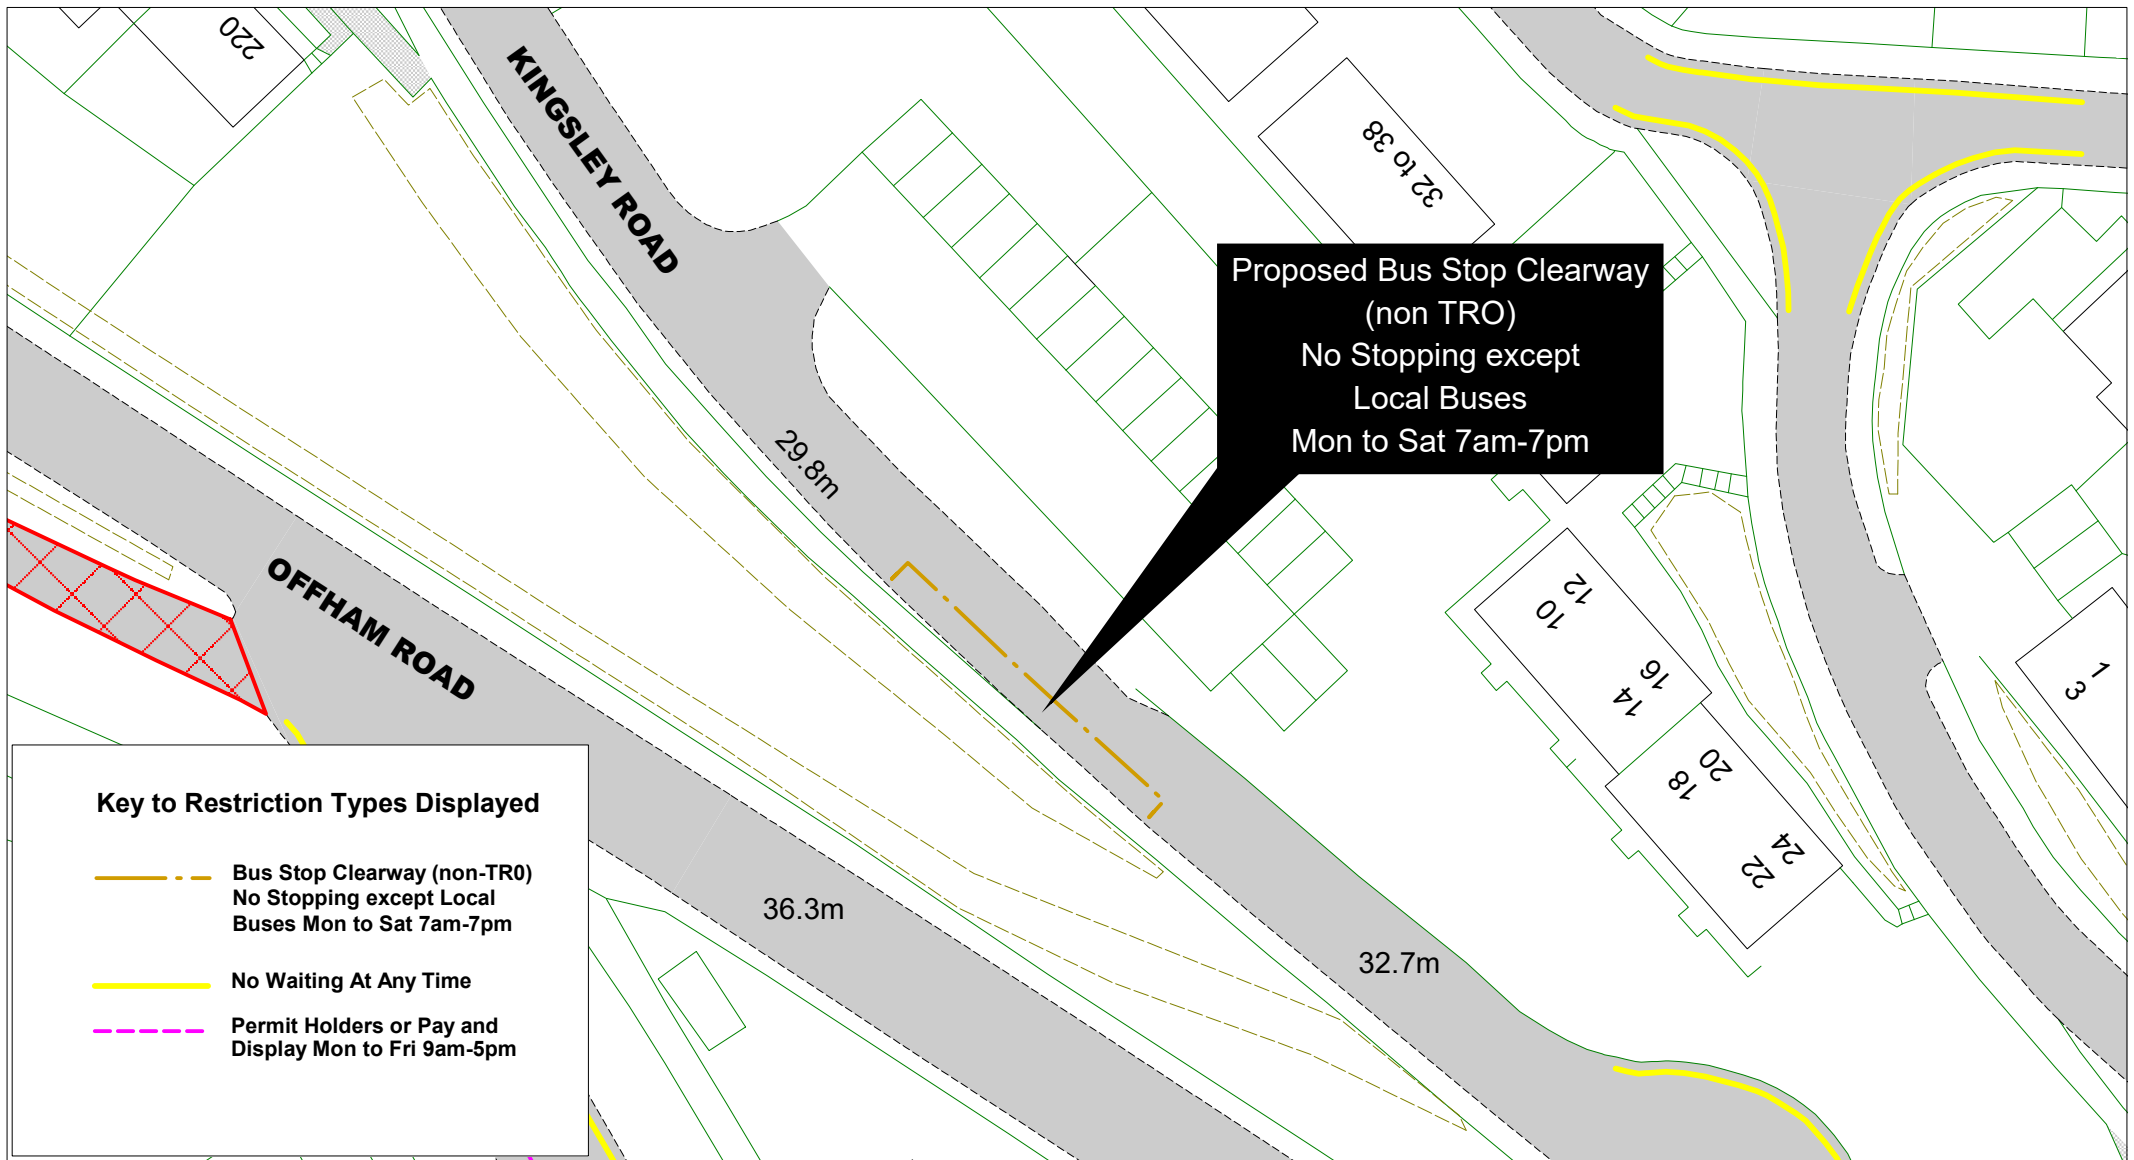 220
KINGSLEY ROAD
32 to 38
Proposed Bus Stop Clearway
(non TRO)
No Stopping except
Local Buses
Mon to Sat 7am-7pm
29.8m
OFFHAM ROAD
10
12
14
16
18
20
22
24
1
3
36.3m
32.7m
Key to Restriction Types Displayed
Bus Stop Clearway (non-TR0)
No Stopping except Local
Buses Mon to Sat 7am-7pm
No Waiting At Any Time
Permit Holders or Pay and
Display Mon to Fri 9am-5pm